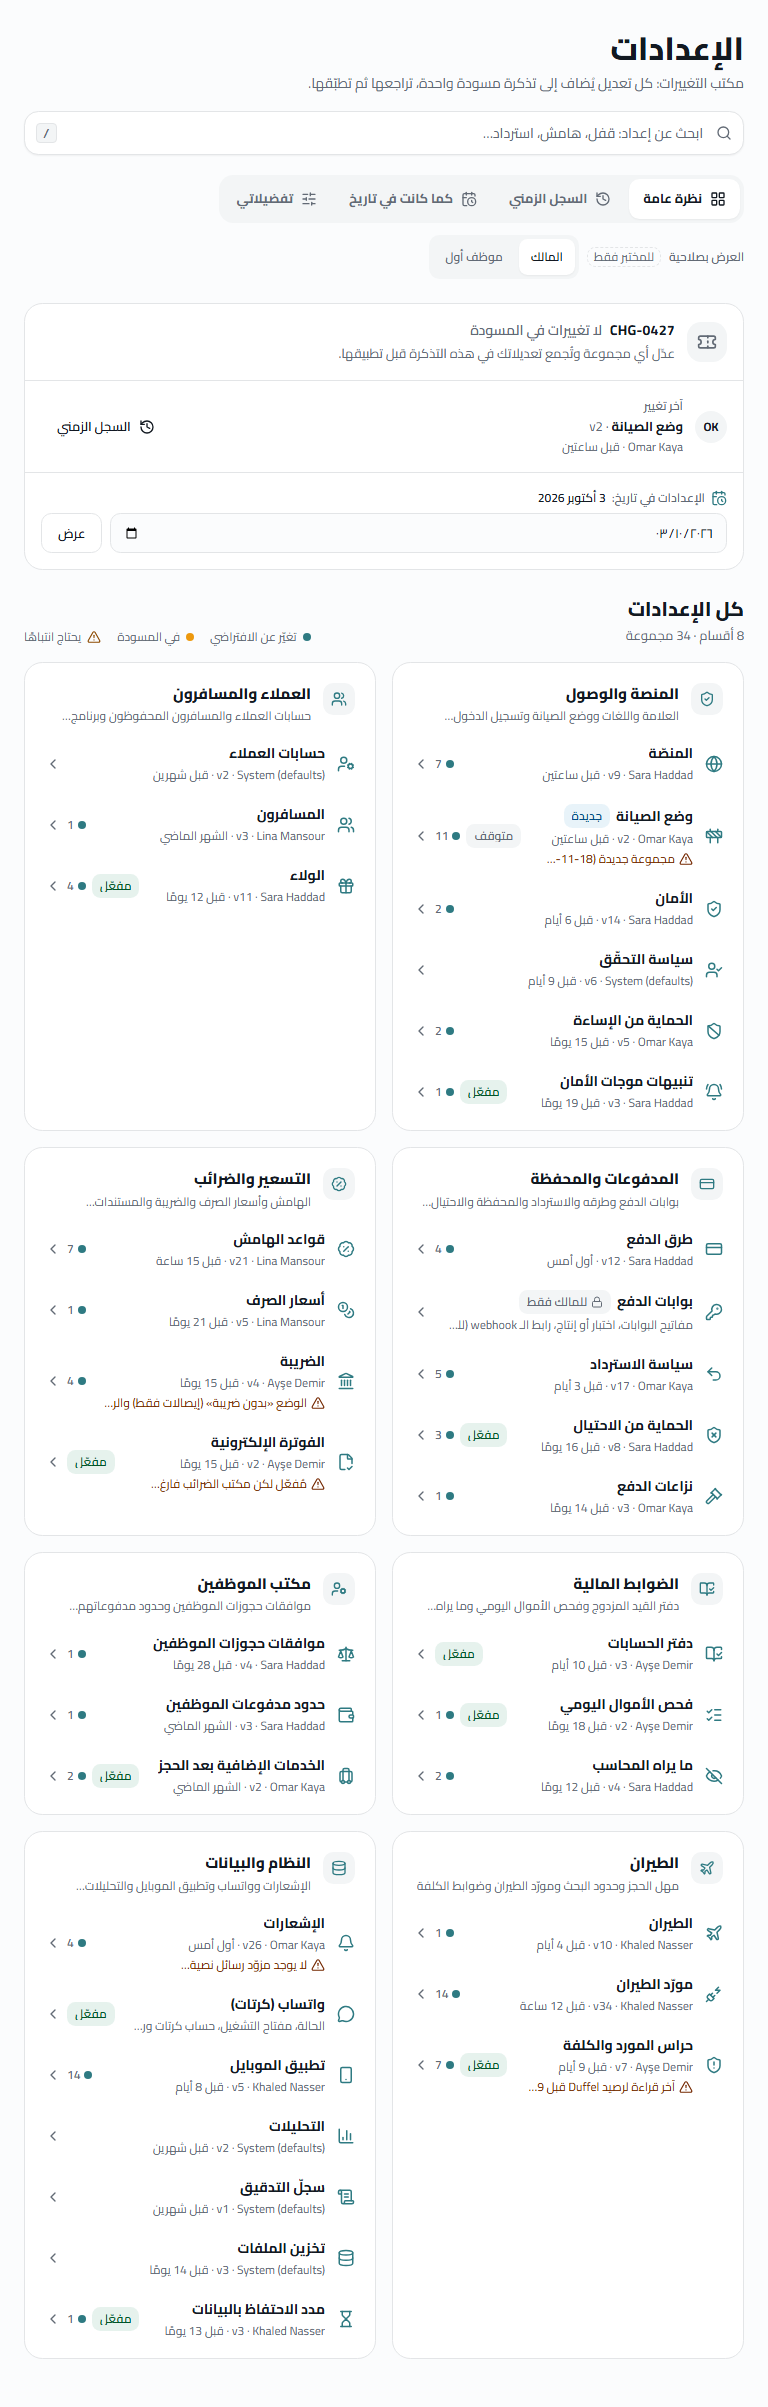 الإعدادات
مكتب التغييرات: كل تعديل يُضاف إلى تذكرة مسودة واحدة، تراجعها ثم تطبّقها.
ابحث عن إعداد: قفل، هامش، استرداد...
/
نظرة عامة
السجل الزمني
كما كانت في تاريخ
تفضيلاتي
العرض بصلاحية
للمختبر فقط
المالك
موظف أول
CHG-0427 لا تغييرات في المسودة
عدّل أي مجموعة وتُجمع تعديلاتك في هذه التذكرة قبل تطبيقها.
OK
آخر تغيير
وضع الصيانة · v2
Omar Kaya · قبل ساعتين
السجل الزمني
الإعدادات في تاريخ: 3 أكتوبر 2026
٠٣/١٠/٢٠٢٦
عرض
كل الإعدادات
8 أقسام · 34 مجموعة
تغيّر عن الافتراضي
في المسودة
يحتاج انتباهًا
المنصة والوصول
العلامة واللغات ووضع الصيانة وتسجيل الدخول...
المنصّة
v9 · Sara Haddad · قبل ساعتين
7
وضع الصيانة
جديدة
v2 · Omar Kaya · قبل ساعتين
مجموعة جديدة (18-11-...
متوقف
11
الأمان
v14 · Sara Haddad · قبل 6 أيام
2
سياسة التحقّق
v6 · System (defaults) · قبل 9 أيام
الحماية من الإساءة
v5 · Omar Kaya · قبل 15 يومًا
2
تنبيهات موجات الأمان
v3 · Sara Haddad · قبل 19 يومًا
مفعّل
1
العملاء والمسافرون
حسابات العملاء والمسافرون المحفوظون وبرنامج...
حسابات العملاء
v2 · System (defaults) · قبل شهرين
المسافرون
v3 · Lina Mansour · الشهر الماضي
1
الولاء
v11 · Sara Haddad · قبل 12 يومًا
مفعّل
4
المدفوعات والمحفظة
بوابات الدفع وطرقه والاسترداد والمحفظة والاحتيال...
طرق الدفع
v12 · Sara Haddad · أول أمس
4
بوابات الدفع
للمالك فقط
مفاتيح البوابات، اختبار أو إنتاج، رابط الـ webhook (للـ...
سياسة الاسترداد
v17 · Omar Kaya · قبل 3 أيام
5
الحماية من الاحتيال
v8 · Sara Haddad · قبل 16 يومًا
مفعّل
3
نزاعات الدفع
v3 · Omar Kaya · قبل 14 يومًا
1
التسعير والضرائب
الهامش وأسعار الصرف والضريبة والمستندات...
قواعد الهامش
v21 · Lina Mansour · قبل 15 ساعة
7
أسعار الصرف
v5 · Lina Mansour · قبل 21 يومًا
1
الضريبة
v4 · Ayşe Demir · قبل 15 يومًا
الوضع «بدون ضريبة» (إيصالات فقط) والر...
4
الفوترة الإلكترونية
v2 · Ayşe Demir · قبل 15 يومًا
مُفعّل لكن مكتب الضرائب فارغ...
مفعّل
الضوابط المالية
دفتر القيد المزدوج وفحص الأموال اليومي وما يراه...
دفتر الحسابات
v3 · Ayşe Demir · قبل 10 أيام
مفعّل
فحص الأموال اليومي
v2 · Ayşe Demir · قبل 18 يومًا
مفعّل
1
ما يراه المحاسب
v4 · Sara Haddad · قبل 12 يومًا
2
مكتب الموظفين
موافقات حجوزات الموظفين وحدود مدفوعاتهم...
موافقات حجوزات الموظفين
v4 · Sara Haddad · قبل 28 يومًا
1
حدود مدفوعات الموظفين
v3 · Sara Haddad · الشهر الماضي
1
الخدمات الإضافية بعد الحجز
v2 · Omar Kaya · الشهر الماضي
مفعّل
2
الطيران
مهل الحجز وحدود البحث ومورّد الطيران وضوابط الكلفة
الطيران
v10 · Khaled Nasser · قبل 4 أيام
1
مورّد الطيران
v34 · Khaled Nasser · قبل 12 ساعة
14
حراس المورد والكلفة
v7 · Ayşe Demir · قبل 9 أيام
آخر قراءة لرصيد Duffel قبل 9...
مفعّل
7
النظام والبيانات
الإشعارات وواتساب وتطبيق الموبايل والتحليلات...
الإشعارات
v26 · Omar Kaya · أول أمس
لا يوجد مزوّد رسائل نصية...
4
واتساب (كرتات)
الحالة، مفتاح التشغيل، حساب كرتات ور...
مفعّل
تطبيق الموبايل
v5 · Khaled Nasser · قبل 8 أيام
14
التحليلات
v2 · System (defaults) · قبل شهرين
سجلّ التدقيق
v1 · System (defaults) · قبل شهرين
تخزين الملفات
v3 · System (defaults) · قبل 14 يومًا
مدد الاحتفاظ بالبيانات
v3 · Khaled Nasser · قبل 13 يومًا
مفعّل
1